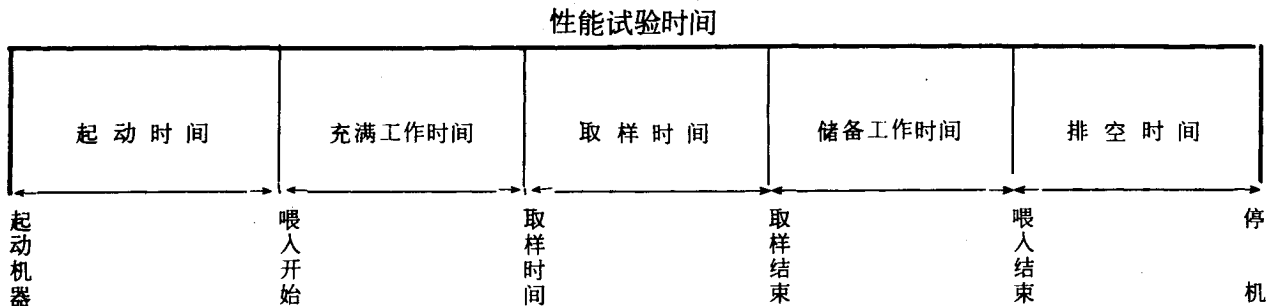 性能试验时间
起动时间
充满工作时间
取样时间
储备工作时间
排空时间
起动机器
喂入开始
取样时间
取样结束
喂入结束
停机